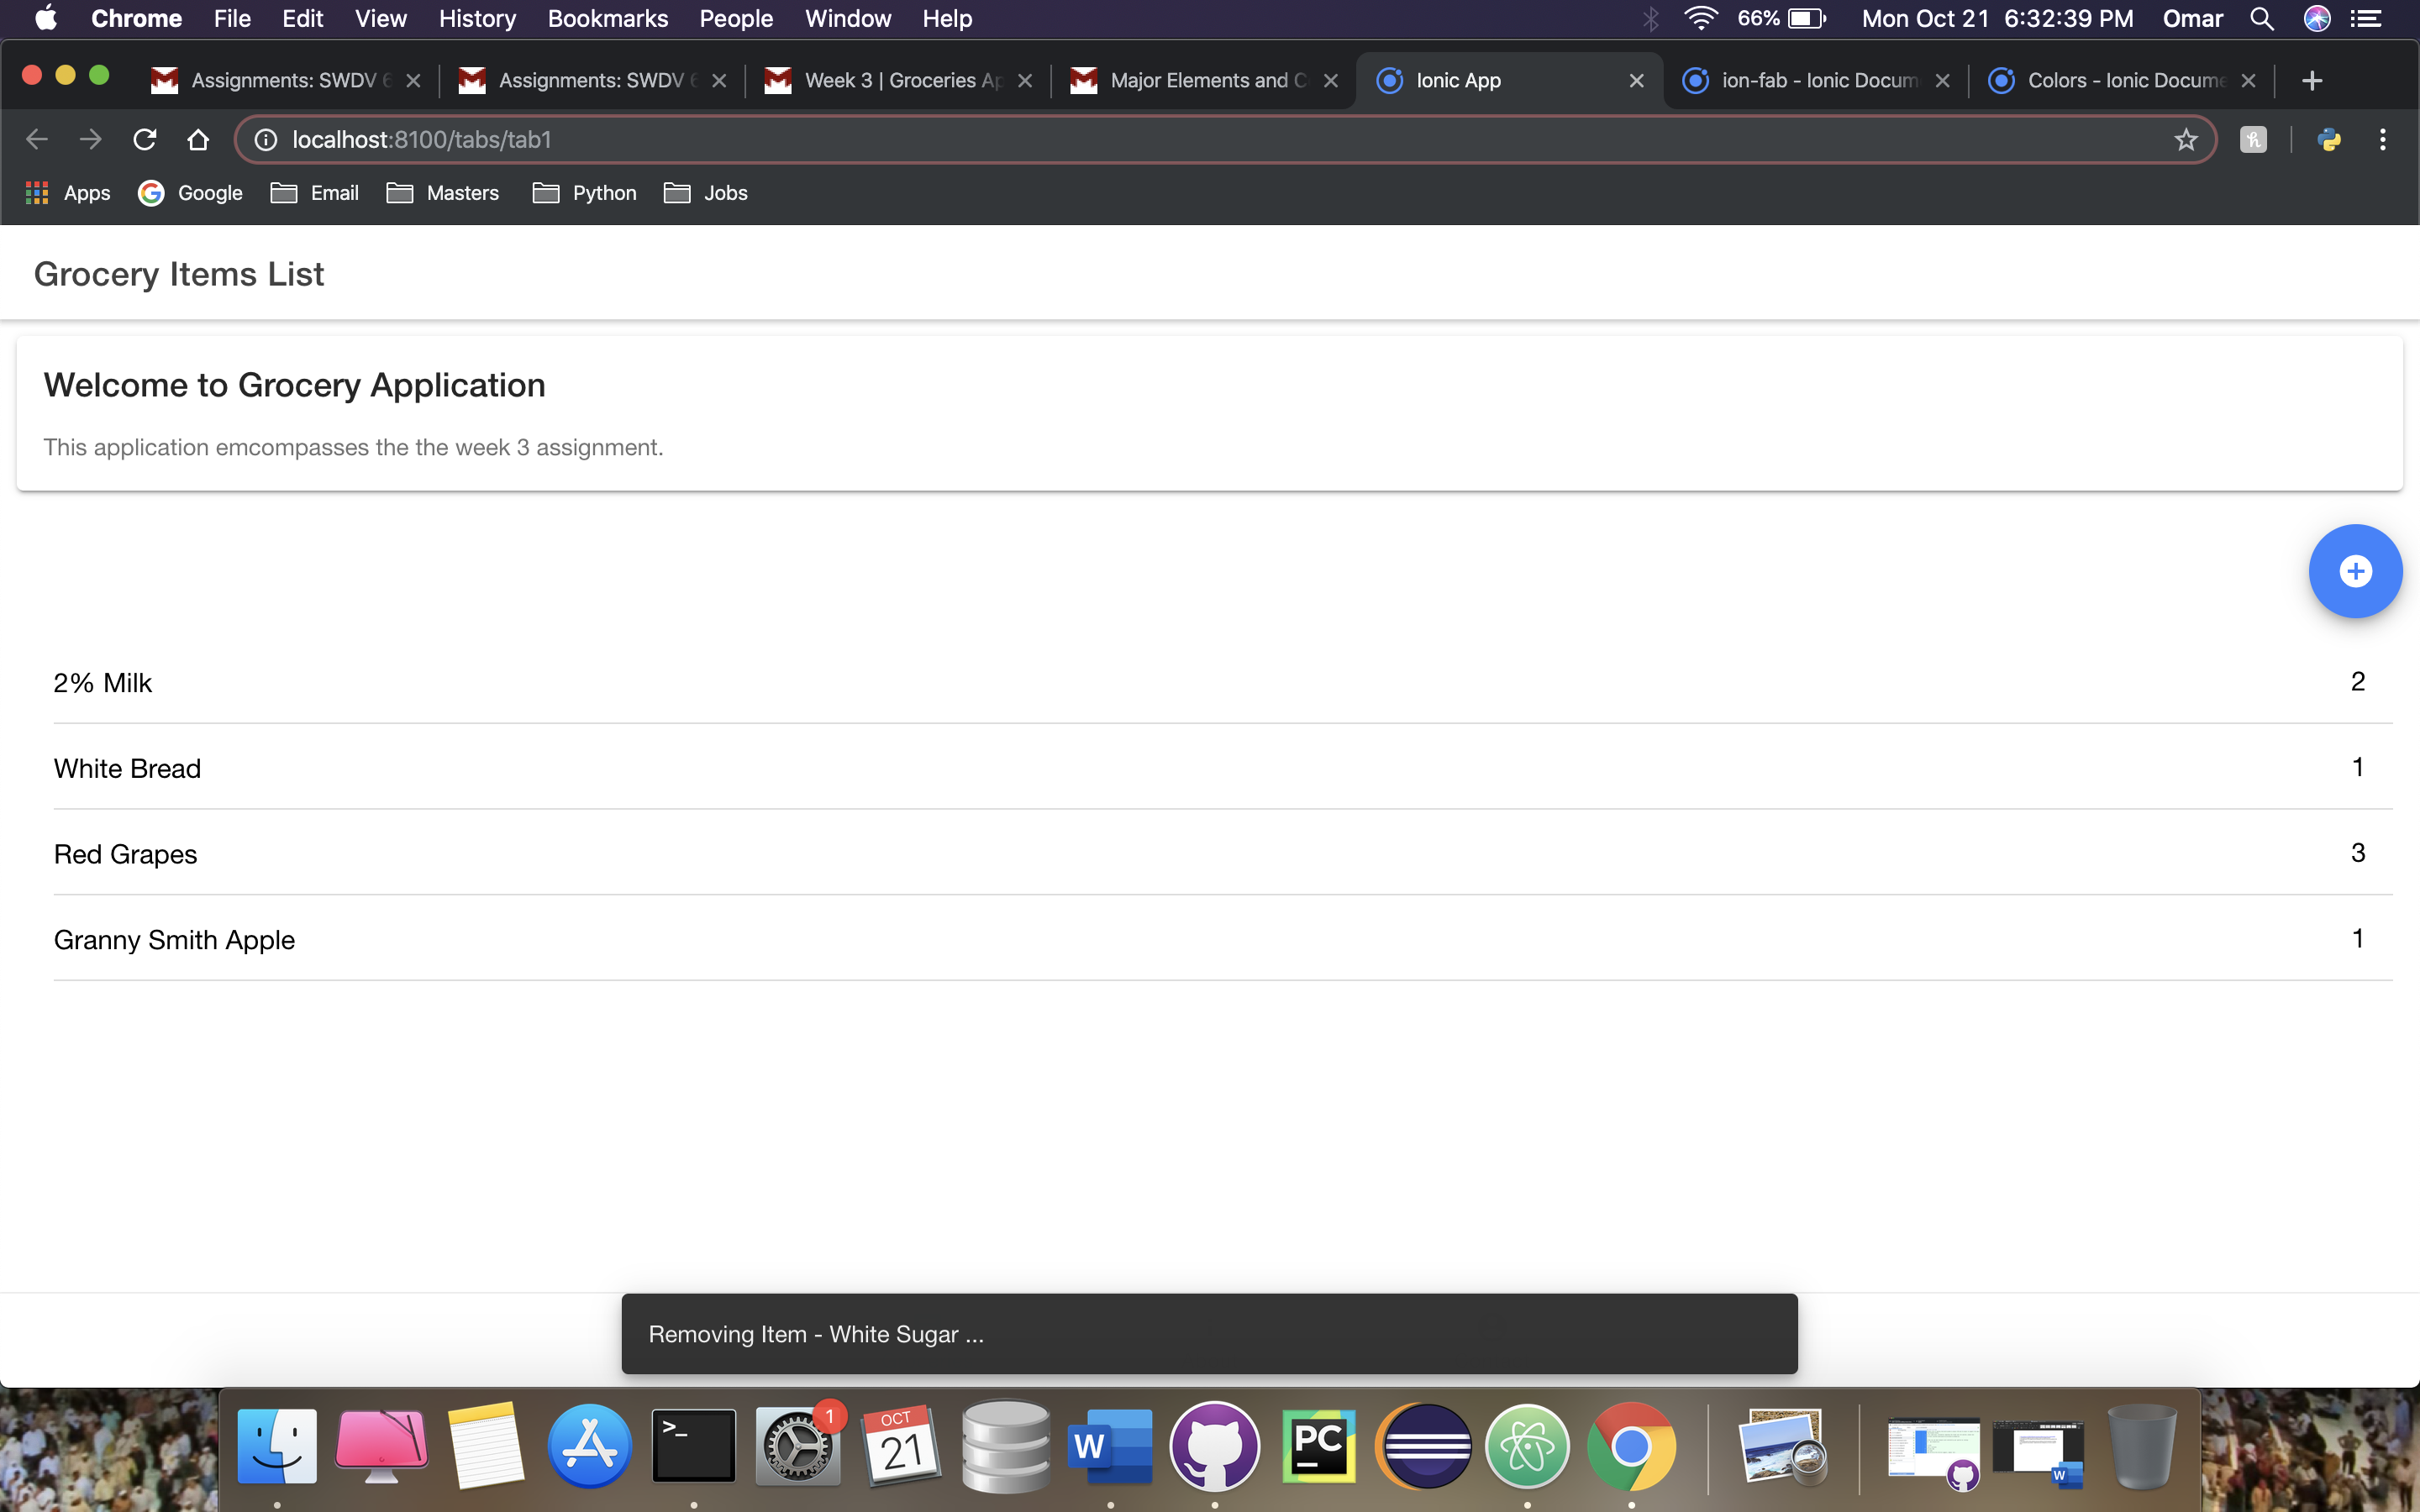 Chrome File Edit View History Bookmarks People Window Help 66% Mon Oct 21 6:32:39 PM Omar
Assignments: SWDV 6 Assignments: SWDV 6 Week 3 | Groceries Ap Major Elements and C Ionic App ion-fab - Ionic Docum Colors - Ionic Docume
localhost:8100/tabs/tab1
Apps Google Email Masters Python Jobs
Grocery Items List
Welcome to Grocery Application
This application emcompasses the the week 3 assignment.
2% Milk 2
White Bread 1
Red Grapes 3
Granny Smith Apple 1
Removing Item - White Sugar ...
>_ 1 OCT 21 W PC W